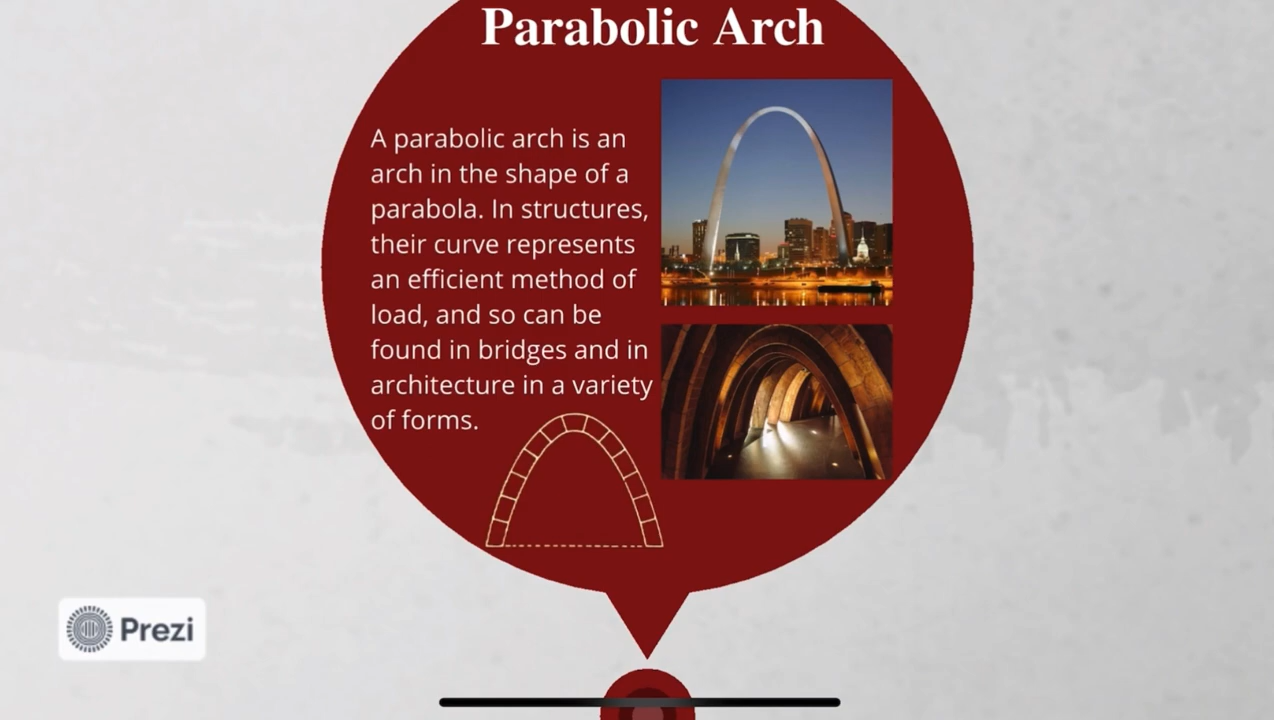 Parabolic Arch
A parabolic arch is an
arch in the shape of a
parabola. In structures,
their curve represents
an efficient method of
load, and so can be
found in bridges and in
architecture in a variety
of forms.
Prezi